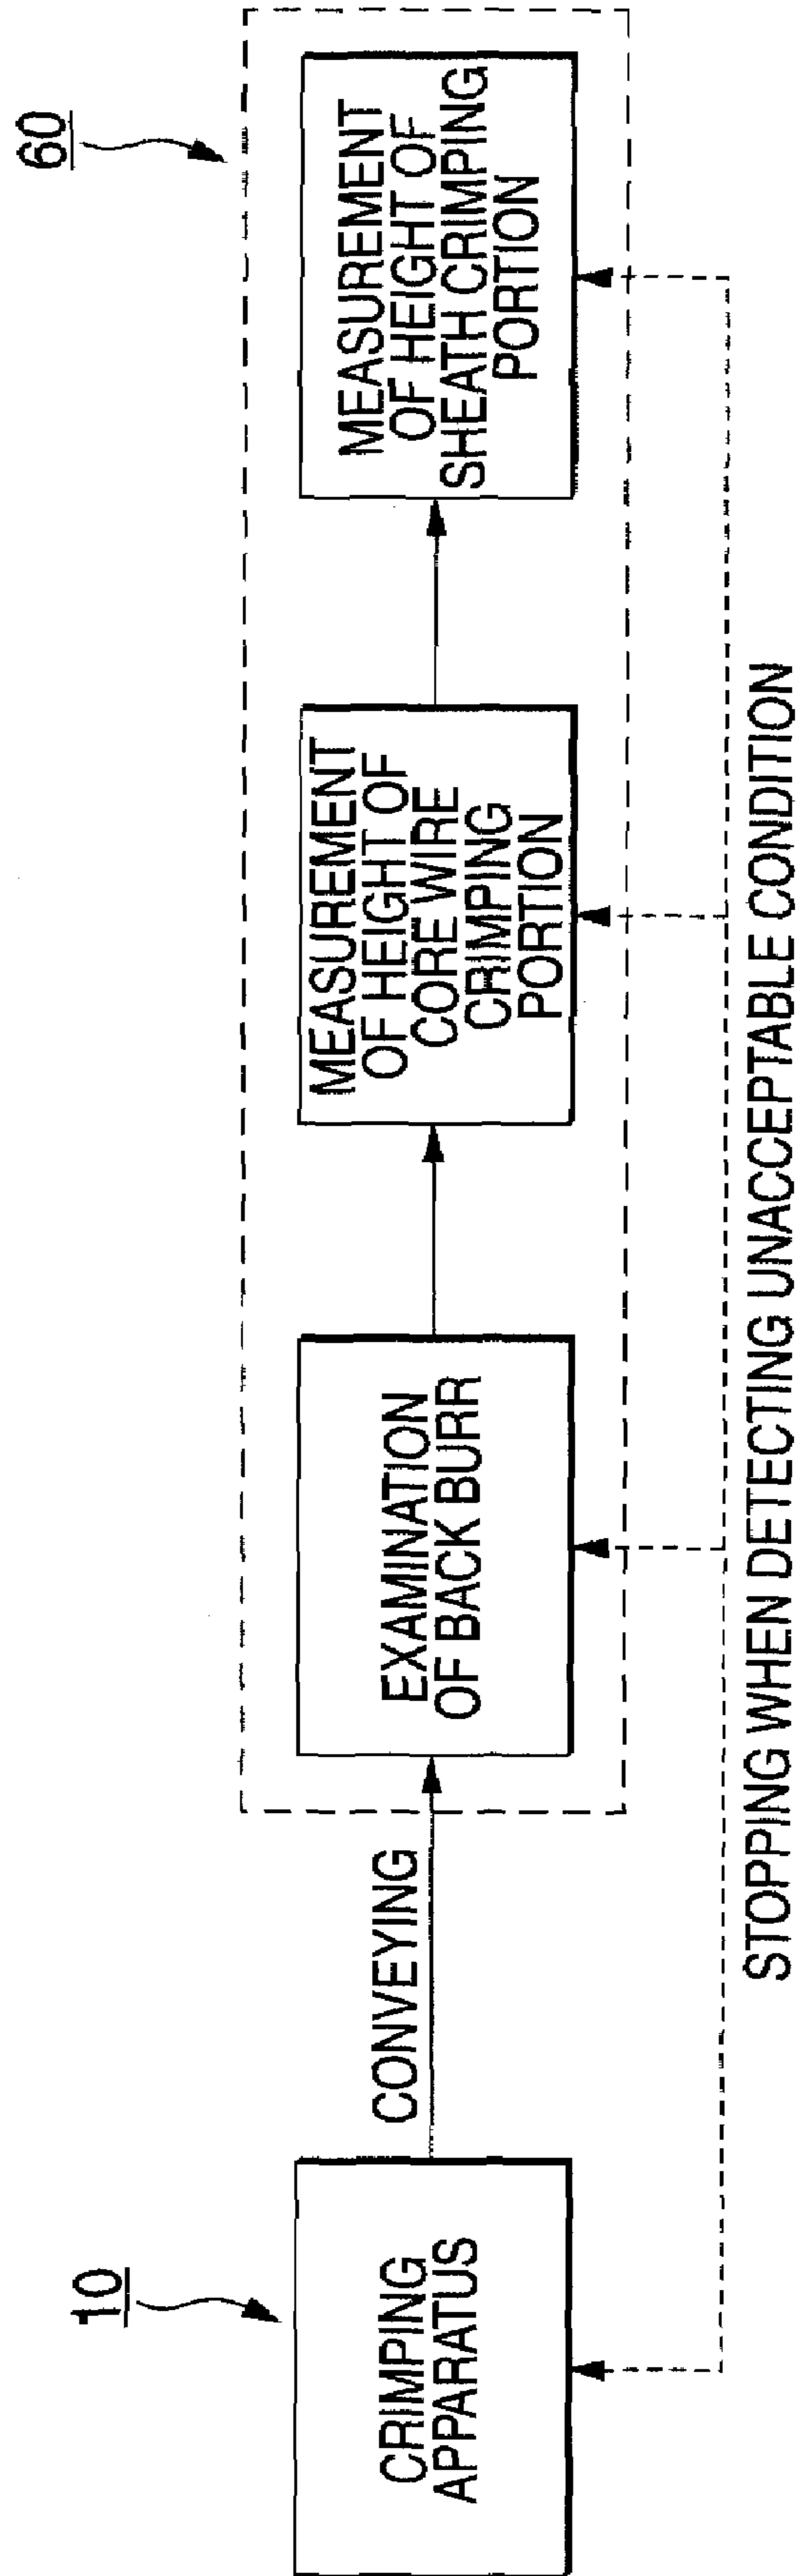 10
CRIMPING
APPARATUS
CONVEYING
60
EXAMINATION
OF BACK BURR
MEASUREMENT
OF HEIGHT OF
CORE WIRE
CRIMPING
PORTION
MEASUREMENT
OF HEIGHT OF
SHEATH CRIMPING
PORTION
STOPPING WHEN DETECTING UNACCEPTABLE CONDITION